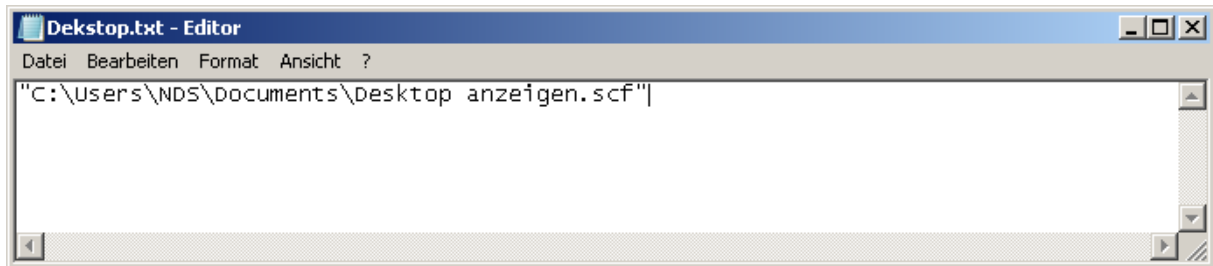 Dekstop.txt - Editor
Datei Bearbeiten Format Ansicht ?
"C:\Users\NDS\Documents\Desktop anzeigen.scf"